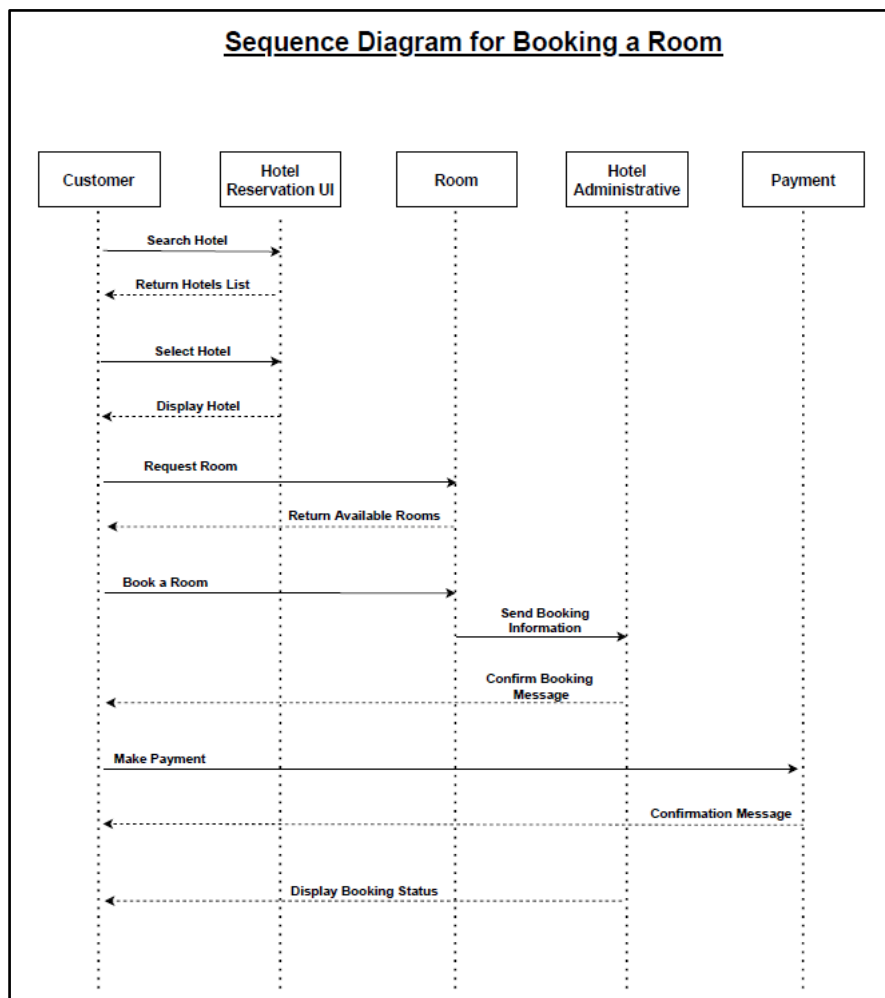 Sequence Diagram for Booking a Room
Customer
Hotel
Reservation UI
Room
Hotel
Administrative
Payment
Search Hotel
Return Hotels List
Select Hotel
Display Hotel
Request Room
Return Available Rooms
Book a Room
Send Booking
Information
Confirm Booking
Message
Make Payment
Confirmation Message
Display Booking Status